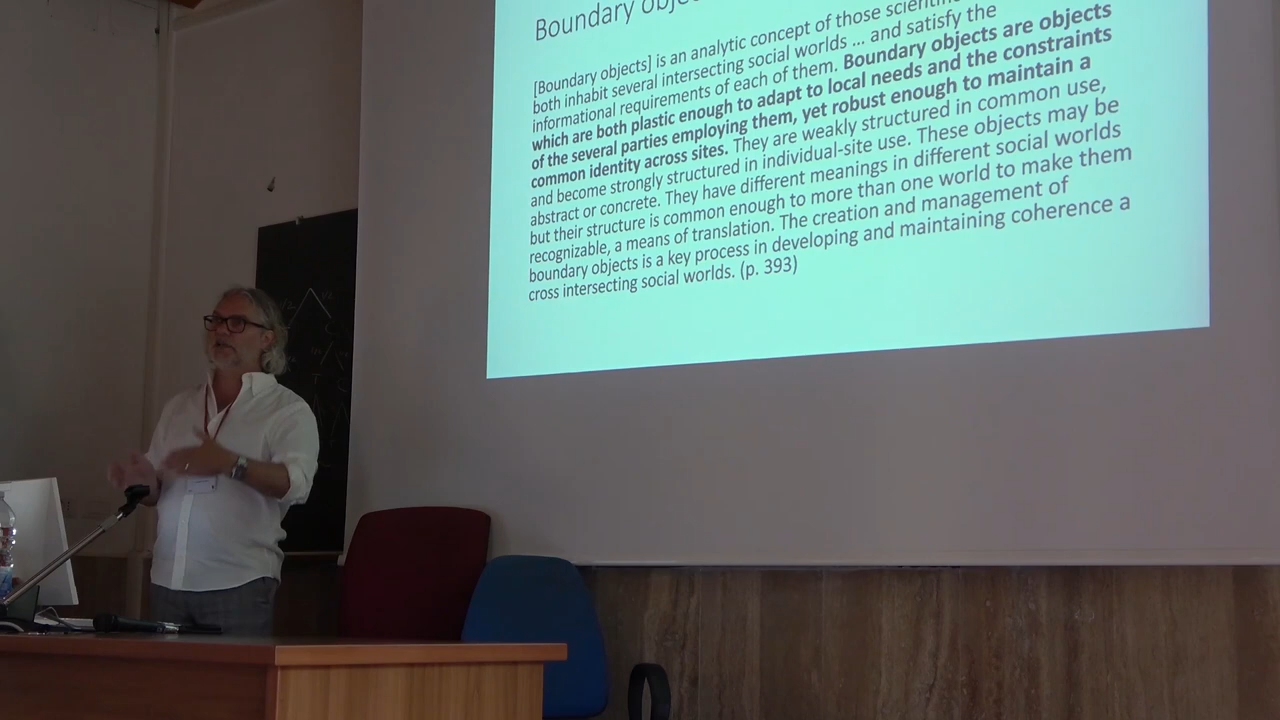 Boundary obje
[Boundary objects] is an analytic concept of those scientif
both inhabit several intersecting social worlds ... and satisfy the
informational requirements of each of them. Boundary objects are objects
which are both plastic enough to adapt to local needs and the constraints
of the several parties employing them, yet robust enough to maintain a
common identity across sites. They are weakly structured in common use,
and become strongly structured in individual-site use. These objects may be
abstract or concrete. They have different meanings in different social worlds
but their structure is common enough to more than one world to make them
recognizable, a means of translation. The creation and management of
boundary objects is a key process in developing and maintaining coherence a
cross intersecting social worlds. (p. 393)